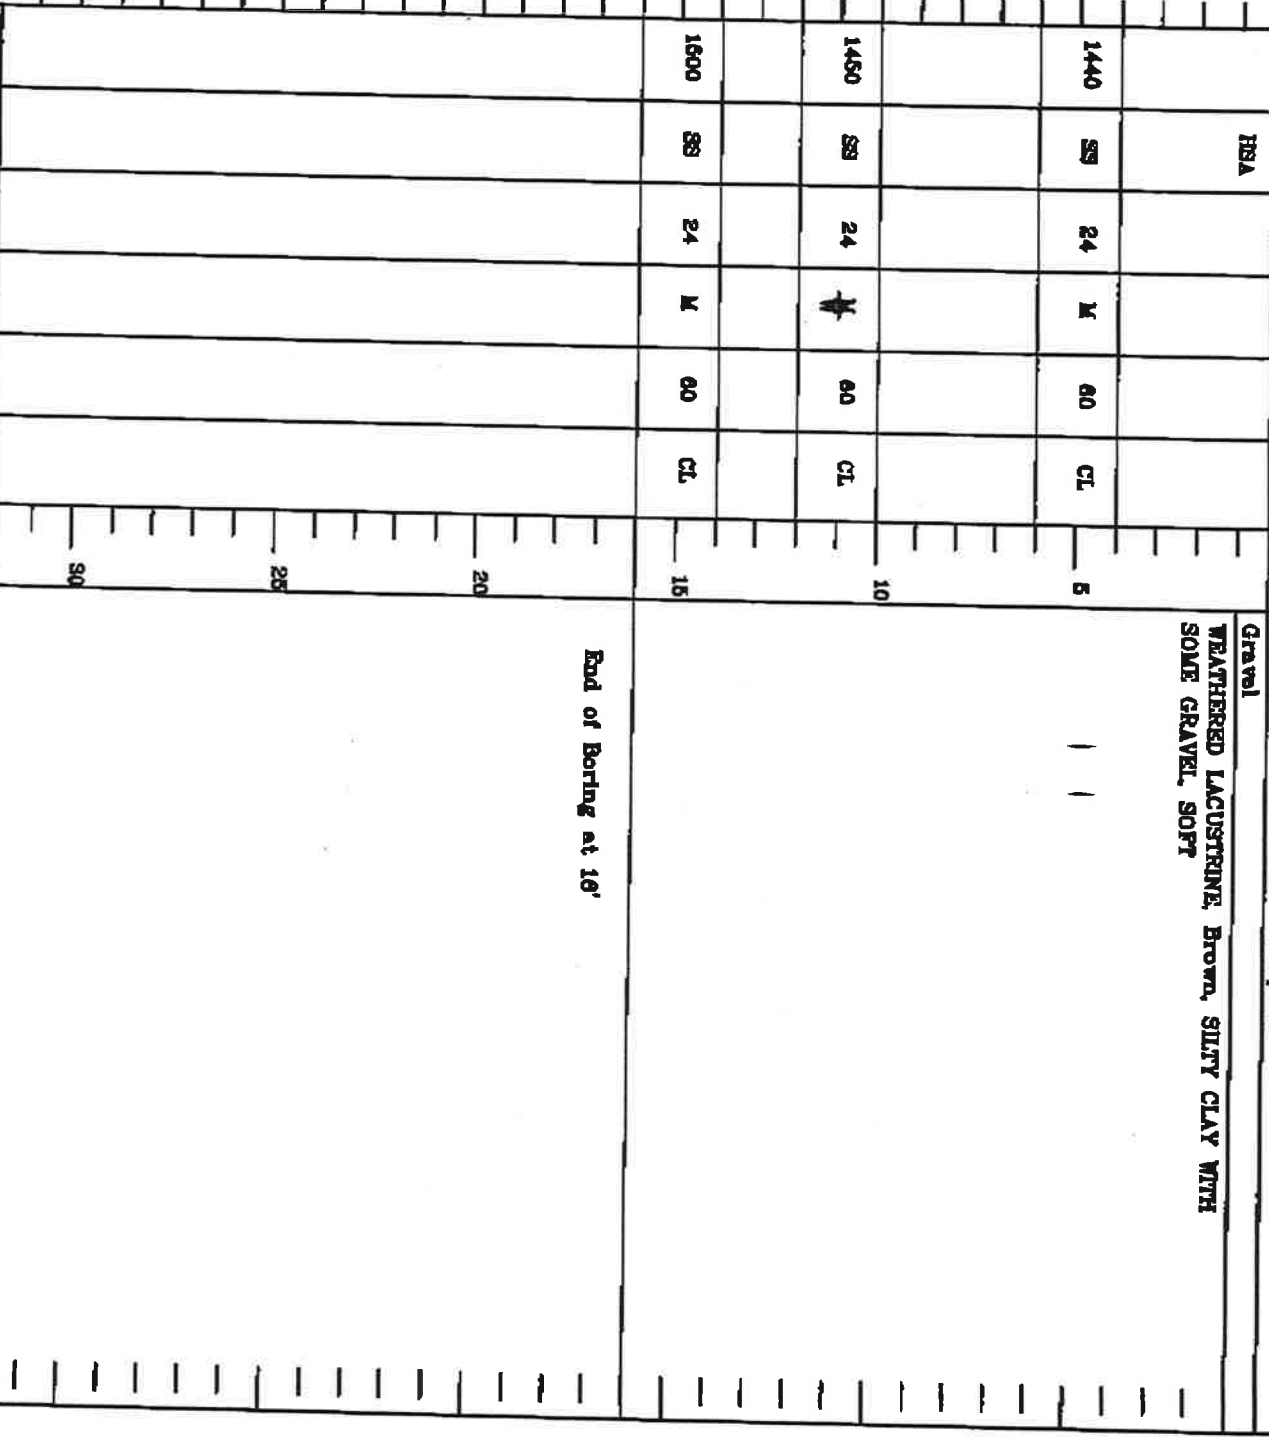 HSA
Gravel
WEATHERED LACUSTRINE, Brown, SILTY CLAY WITH
SOME GRAVEL, SOFT
1440 SS 24 M 60 CL
5
10
1450 SS 24 60 CL
15
1500 SS 24 M 60 CL
End of Boring at 16'
20
25
30